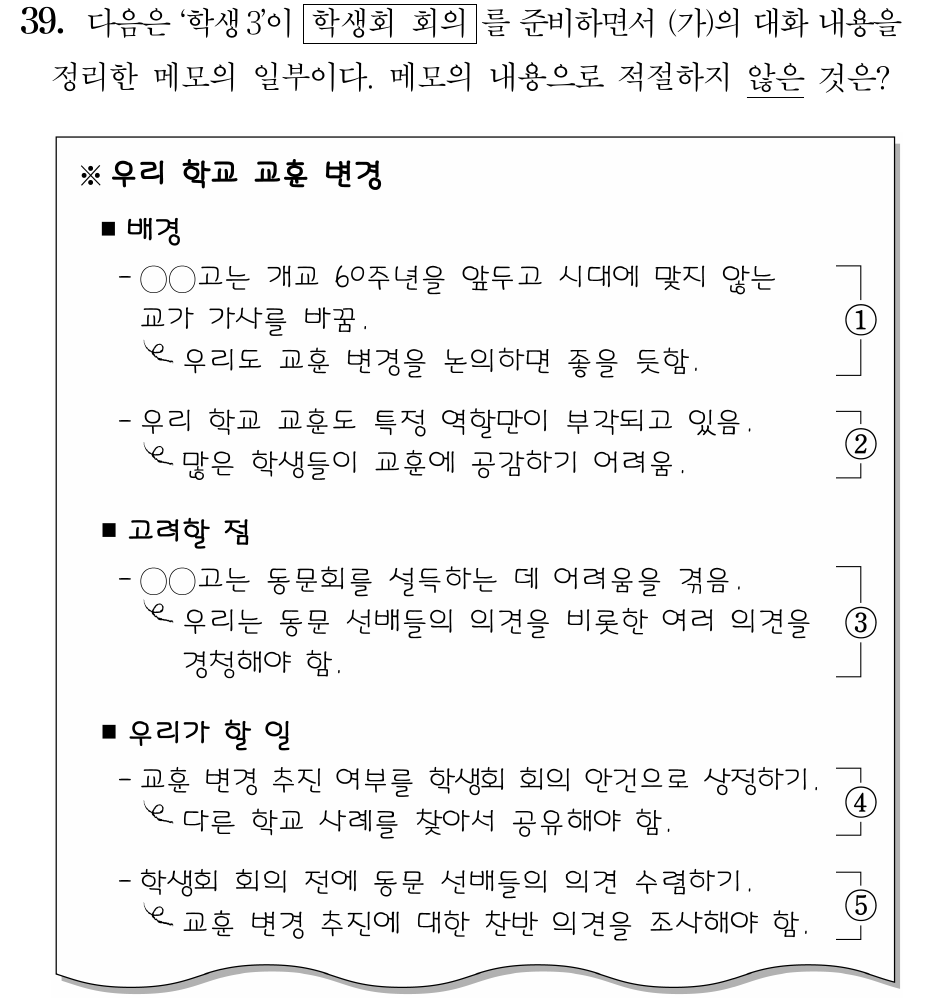 39. 다음은 ‘학생 3’이 학생회 회의 를 준비하면서 (가)의 대화 내용을
정리한 메모의 일부이다. 메모의 내용으로 적절하지 않은 것은?
※ 우리 학교 교훈 변경
■ 배경
- ○○고는 개교 60주년을 앞두고 시대에 맞지 않는
교가 가사를 바꿈.
우리도 교훈 변경을 논의하면 좋을 듯함.
①
- 우리 학교 교훈도 특정 역할만이 부각되고 있음.
많은 학생들이 교훈에 공감하기 어려움.
②
■ 고려할 점
- ○○고는 동문회를 설득하는 데 어려움을 겪음.
우리는 동문 선배들의 의견을 비롯한 여러 의견을
경청해야 함.
③
■ 우리가 할 일
- 교훈 변경 추진 여부를 학생회 회의 안건으로 상정하기.
다른 학교 사례를 찾아서 공유해야 함.
④
- 학생회 회의 전에 동문 선배들의 의견 수렴하기.
교훈 변경 추진에 대한 찬반 의견을 조사해야 함.
⑤